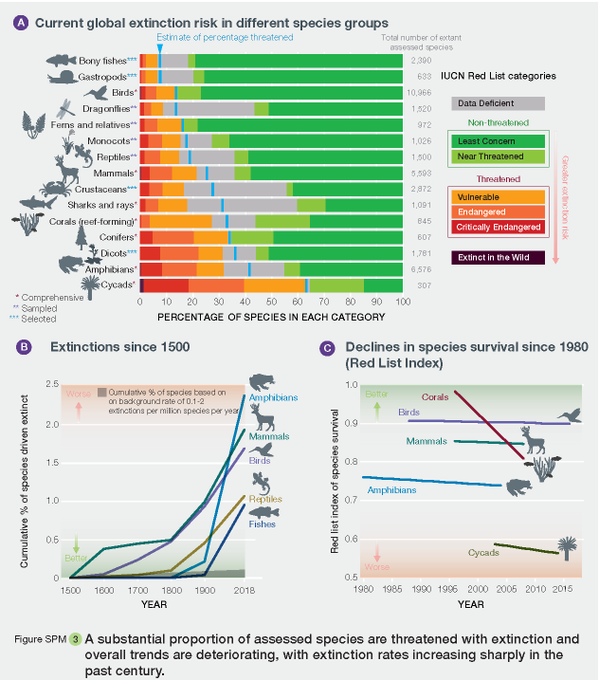 A Current global extinction risk in different species groups
Estimate of percentage threatened
Total number of extant
assessed species
Bony fishes*** 2,390
Gastropods*** 633
Birds* 10,966
Dragonflies** 1,520
Ferns and relatives** 972
Monocots** 1,026
Reptiles** 1,500
Mammals* 5,593
Crustaceans*** 2,872
Sharks and rays* 1,091
Corals (reef-forming)* 845
Conifers* 607
Dicots*** 1,781
Amphibians* 6,576
Cycads* 307
0 10 20 30 40 50 60 70 80 90 100
PERCENTAGE OF SPECIES IN EACH CATEGORY
* Comprehensive
** Sampled
*** Selected
IUCN Red List categories
Data Deficient
Non-threatened
Least Concern
Near Threatened
Threatened
Vulnerable
Endangered
Critically Endangered
Extinct in the Wild
Greater extinction risk
B Extinctions since 1500
Cumulative % of species driven extinct
2.5
2.0
1.5
1.0
0.5
0
Worse
Better
Cumulative % of species based on
on background rate of 0.1-2
extinctions per million species per year
Amphibians
Mammals
Birds
Reptiles
Fishes
1500 1600 1700 1800 1900 2018
YEAR
C Declines in species survival since 1980
(Red List Index)
Red list index of species survival
1.0
0.9
0.8
0.7
0.6
0.5
Better
Worse
Corals
Birds
Mammals
Amphibians
Cycads
1980 1985 1990 1995 2000 2005 2010 2015
YEAR
Figure SPM 3 A substantial proportion of assessed species are threatened with extinction and
overall trends are deteriorating, with extinction rates increasing sharply in the
past century.